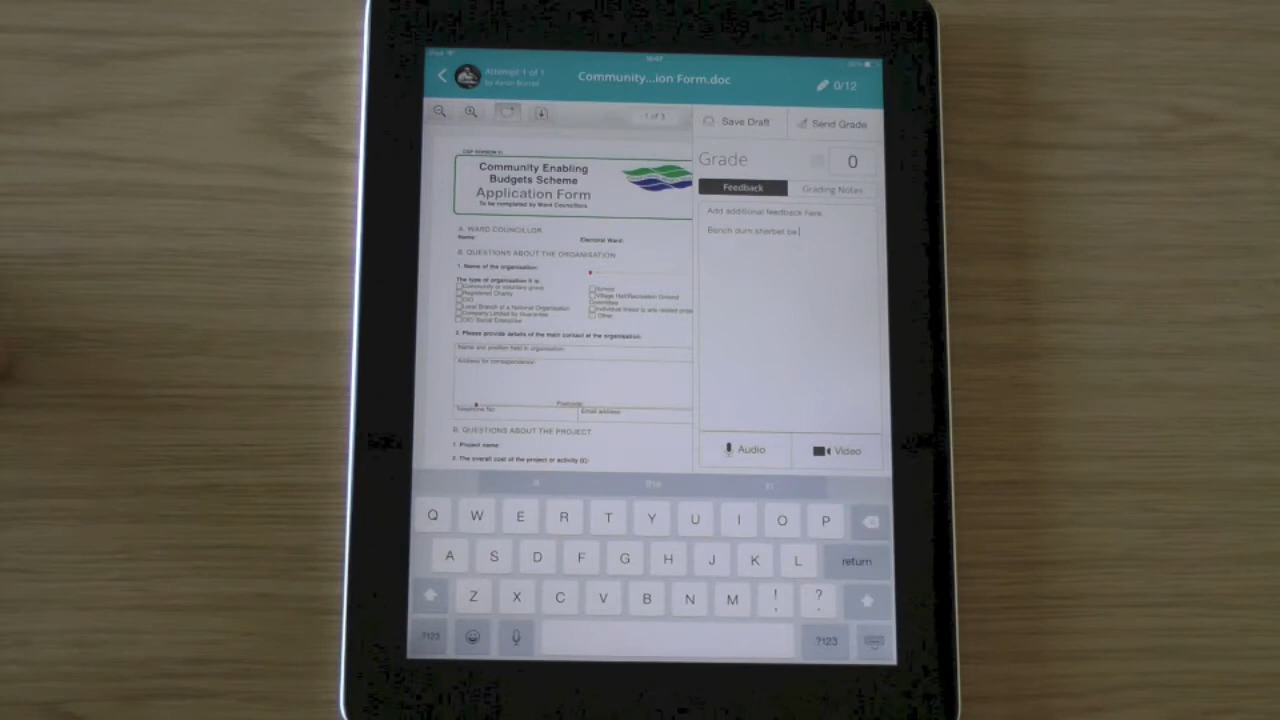 iPad
16:07
Attempt 1 of 1
Community...ion Form.doc
0/12
1 of 3
Save Draft
Send Grade
Grade
0
Feedback
Grading Notes
Add additional feedback here.
Bench durn sherbet be
Community Enabling
Budgets Scheme
Application Form
To be completed by Ward Councillors
A. WARD COUNCILLOR
Name:
Electoral Ward:
B. QUESTIONS ABOUT THE ORGANISATION
1. Name of the organisation:
The type of organisation it is:
Community or voluntary group
Registered Charity
CIO
Local Branch of a National Organisation
Company Limited by Guarantee
CIC/ Social Enterprise
School
Village Hall/Recreation Ground
Committee
Individual linked to arts related
Other
2. Please provide details of the main contact at the organisation:
Name and position held in organisation:
Address for correspondence:
Postcode:
Telephone No:
Email address:
B. QUESTIONS ABOUT THE PROJECT
1. Project name:
2. The overall cost of the project or activity (£):
Audio
Video
a the in
Q W E R T Y U I O P
A S D F G H J K L return
Z X C V B N M ! , ? .
?123 ?123